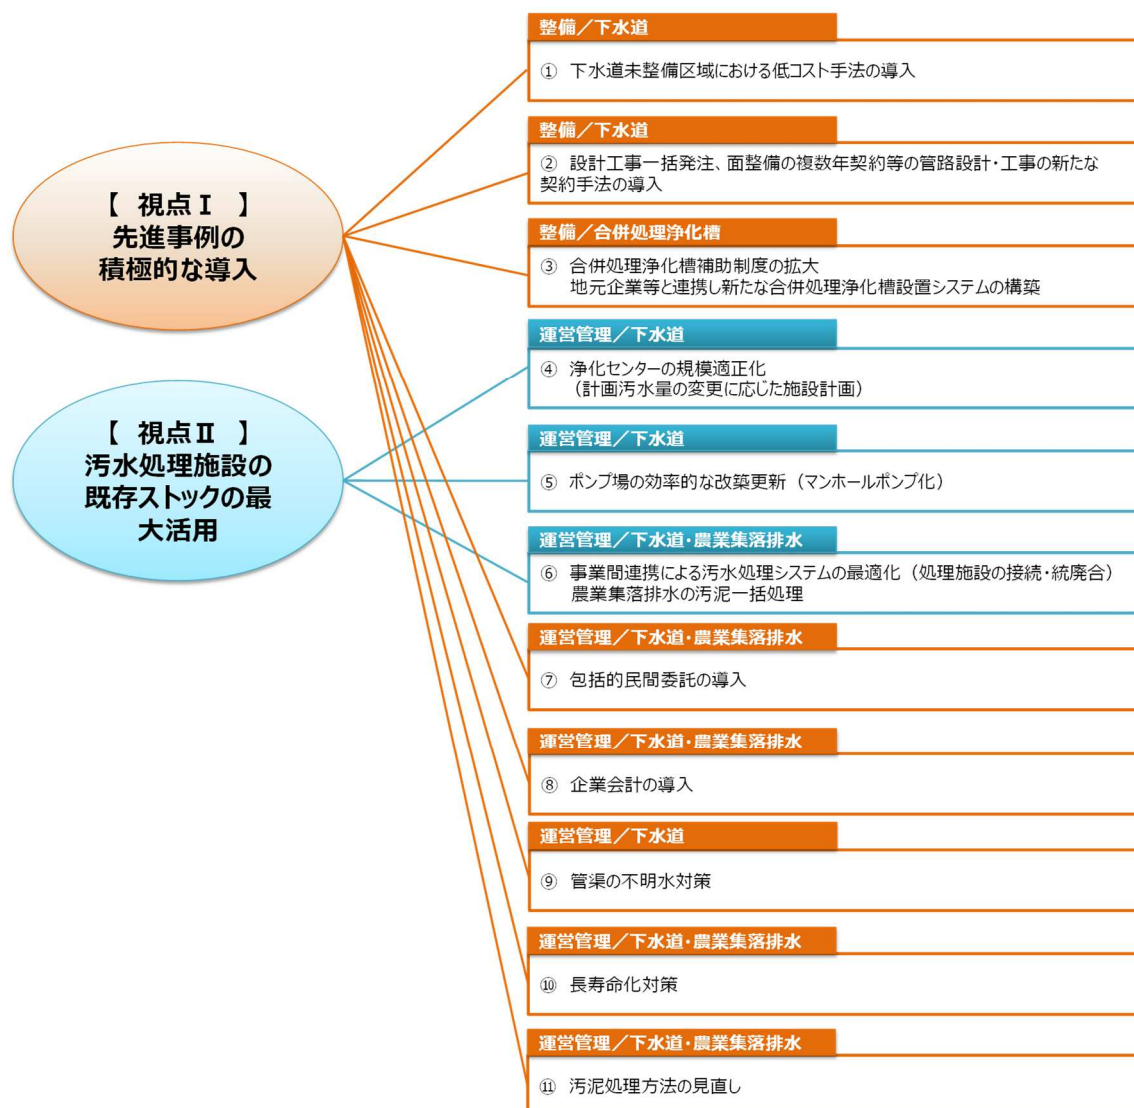 【 視点Ⅰ 】
先進事例の
積極的な導入
【 視点Ⅱ 】
汚水処理施設の
既存ストックの最
大活用
整備／下水道
① 下水道未整備区域における低コスト手法の導入
整備／下水道
② 設計工事一括発注、面整備の複数年契約等の管路設計・工事の新たな
契約手法の導入
整備／合併処理浄化槽
③ 合併処理浄化槽補助制度の拡大
地元企業等と連携し新たな合併処理浄化槽設置システムの構築
運営管理／下水道
④ 浄化センターの規模適正化
（計画汚水量の変更に応じた施設計画）
運営管理／下水道
⑤ ポンプ場の効率的な改築更新（マンホールポンプ化）
運営管理／下水道・農業集落排水
⑥ 事業間連携による汚水処理システムの最適化（処理施設の接続・統廃合）
農業集落排水の汚泥一括処理
運営管理／下水道・農業集落排水
⑦ 包括的民間委託の導入
運営管理／下水道・農業集落排水
⑧ 企業会計の導入
運営管理／下水道
⑨ 管渠の不明水対策
運営管理／下水道・農業集落排水
⑩ 長寿命化対策
運営管理／下水道・農業集落排水
⑪ 汚泥処理方法の見直し